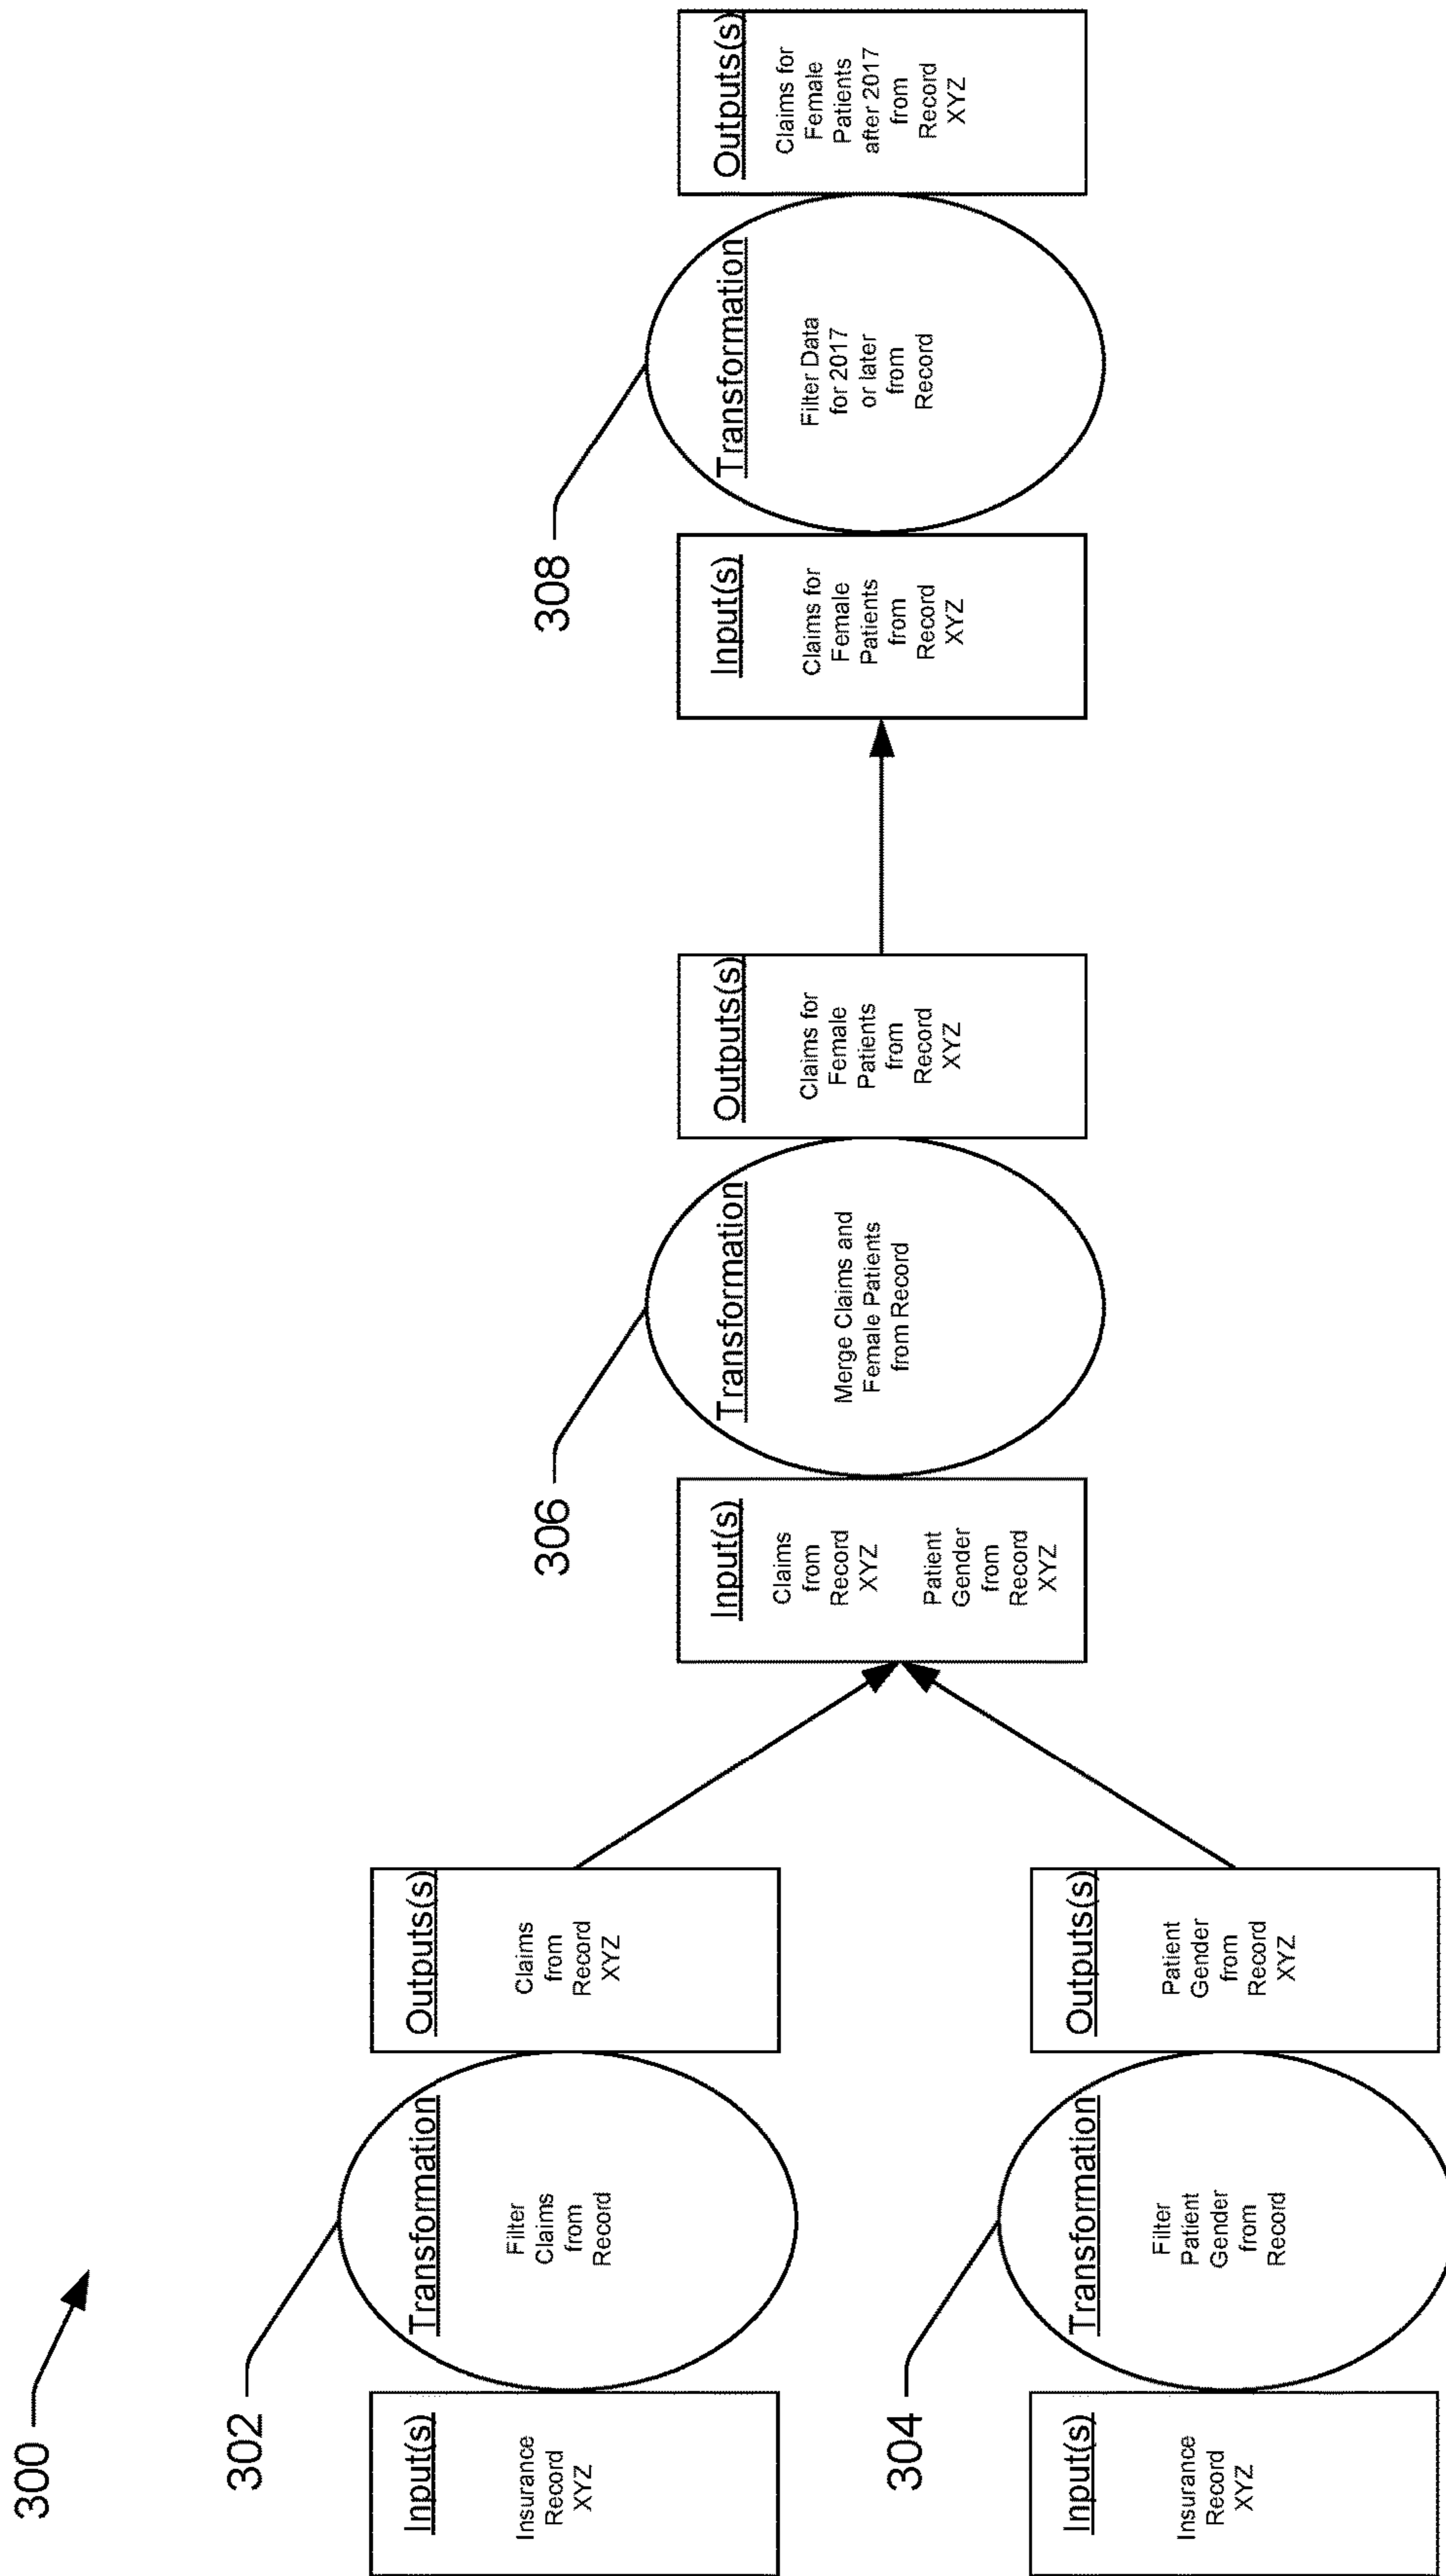 300
302
Input(s)
Insurance
Record
XYZ
Transformation
Filter
Claims
from
Record
Outputs(s)
Claims
from
Record
XYZ
304
Input(s)
Insurance
Record
XYZ
Transformation
Filter
Patient
Gender
from
Record
Outputs(s)
Patient
Gender
from
Record
XYZ
306
Input(s)
Claims
from
Record
XYZ
Patient
Gender
from
Record
XYZ
Transformation
Merge Claims and
Female Patients
from Record
Outputs(s)
Claims for
Female
Patients
from
Record
XYZ
308
Input(s)
Claims for
Female
Patients
from
Record
XYZ
Transformation
Filter Data
for 2017
or later
from
Record
Outputs(s)
Claims for
Female
Patients
after 2017
from
Record
XYZ